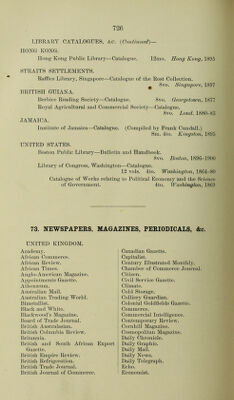 726
LIBRARY CATALOGUES, &c. (Continued)—
HONG KONG.
Hong Kong Public Library—Catalogue. 12mo. Hong Kong, 1895
STRAITS SETTLEMENTS.
Raffles Library, Singapore—Catalogue of the Rost Collection.
8vo. Singapore, 1897
BRITISH GUIANA.
Berbice Reading Society—Catalogue. 8vo. Georgetown, 1877
Royal Agricultural and Commercial Society—Catalogue.
8vo. Lond. 1880-83
JAMAICA.
Institute of Jamaica—Catalogue. (Compiled by Frank Cundall.)
Sm. 4to. Kingston, 1895
UNITED STATES.
Boston Public Library—Bulletin and Handbook.
8vo. Boston, 1896-1900
Library of Congress, Washington—Catalogue.
12 vols. 4to. Washington, 1864-80
Catalogue of Works relating to Political Economy and the Science
of Government. 4to. Washington, 1869
73. NEWSPAPERS, MAGAZINES, PERIODICALS, &c.
UNITED KINGDOM.
Academy.
African Commerce.
African Review.
African Times.
Anglo-American Magazine.
Appointments Gazette.
Athenæum.
Australian Mail.
Australian Trading World.
Bimetallist.
Black and White.
Blackwood's Magazine.
Board of Trade Journal.
British Australasian.
British Columbia Review.
Britannia.
British and South African Export
Gazette.
British Empire Review.
British Refrigeration.
British Trade Journal.
British Journal of Commerce.
Canadian Gazette.
Capitalist.
Century Illustrated Monthly.
Chamber of Commerce Journal.
Citizen.
Civil Service Gazette.
Climate.
Cold Storage.
Colliery Guardian.
Colonial Goldfields Gazette.
Commerce.
Commercial Intelligence.
Contemporary Review.
Cornhill Magazine.
Cosmopolitan Magazine.
Daily Chronicle.
Daily Graphic.
Daily Mail.
Daily News.
Daily Telegraph.
Echo.
Economist.